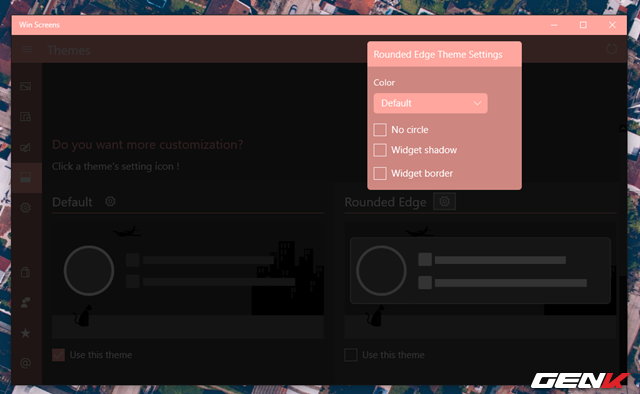 Win Screens
Themes
Rounded Edge Theme Settings
Color
Default
No circle
Widget shadow
Widget border
Do you want more customization?
Click a theme's setting icon !
Default
Rounded Edge
Use this theme
Use this theme
GENK